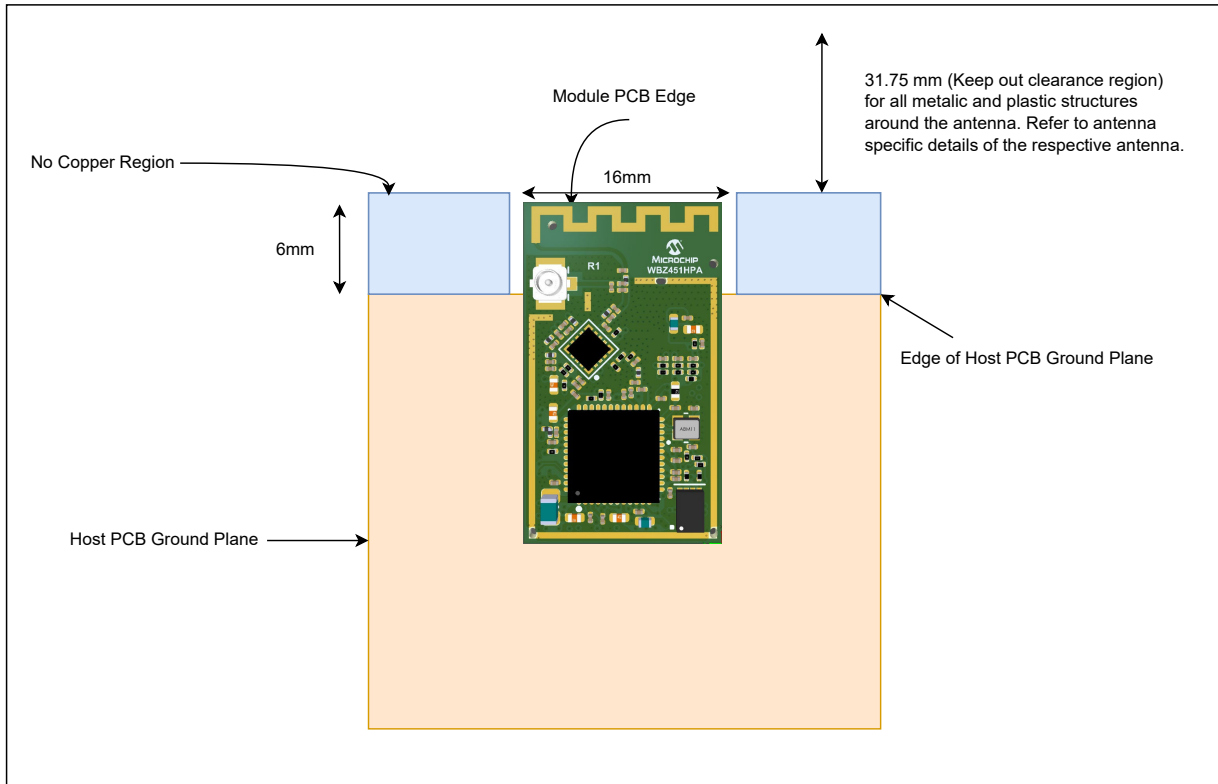 31.75 mm (Keep out clearance region)
for all metalic and plastic structures
around the antenna. Refer to antenna
specific details of the respective antenna.
Module PCB Edge
No Copper Region
16mm
6mm
MICROCHIP
WBZ451HPA
R1
Edge of Host PCB Ground Plane
ABM11
Host PCB Ground Plane